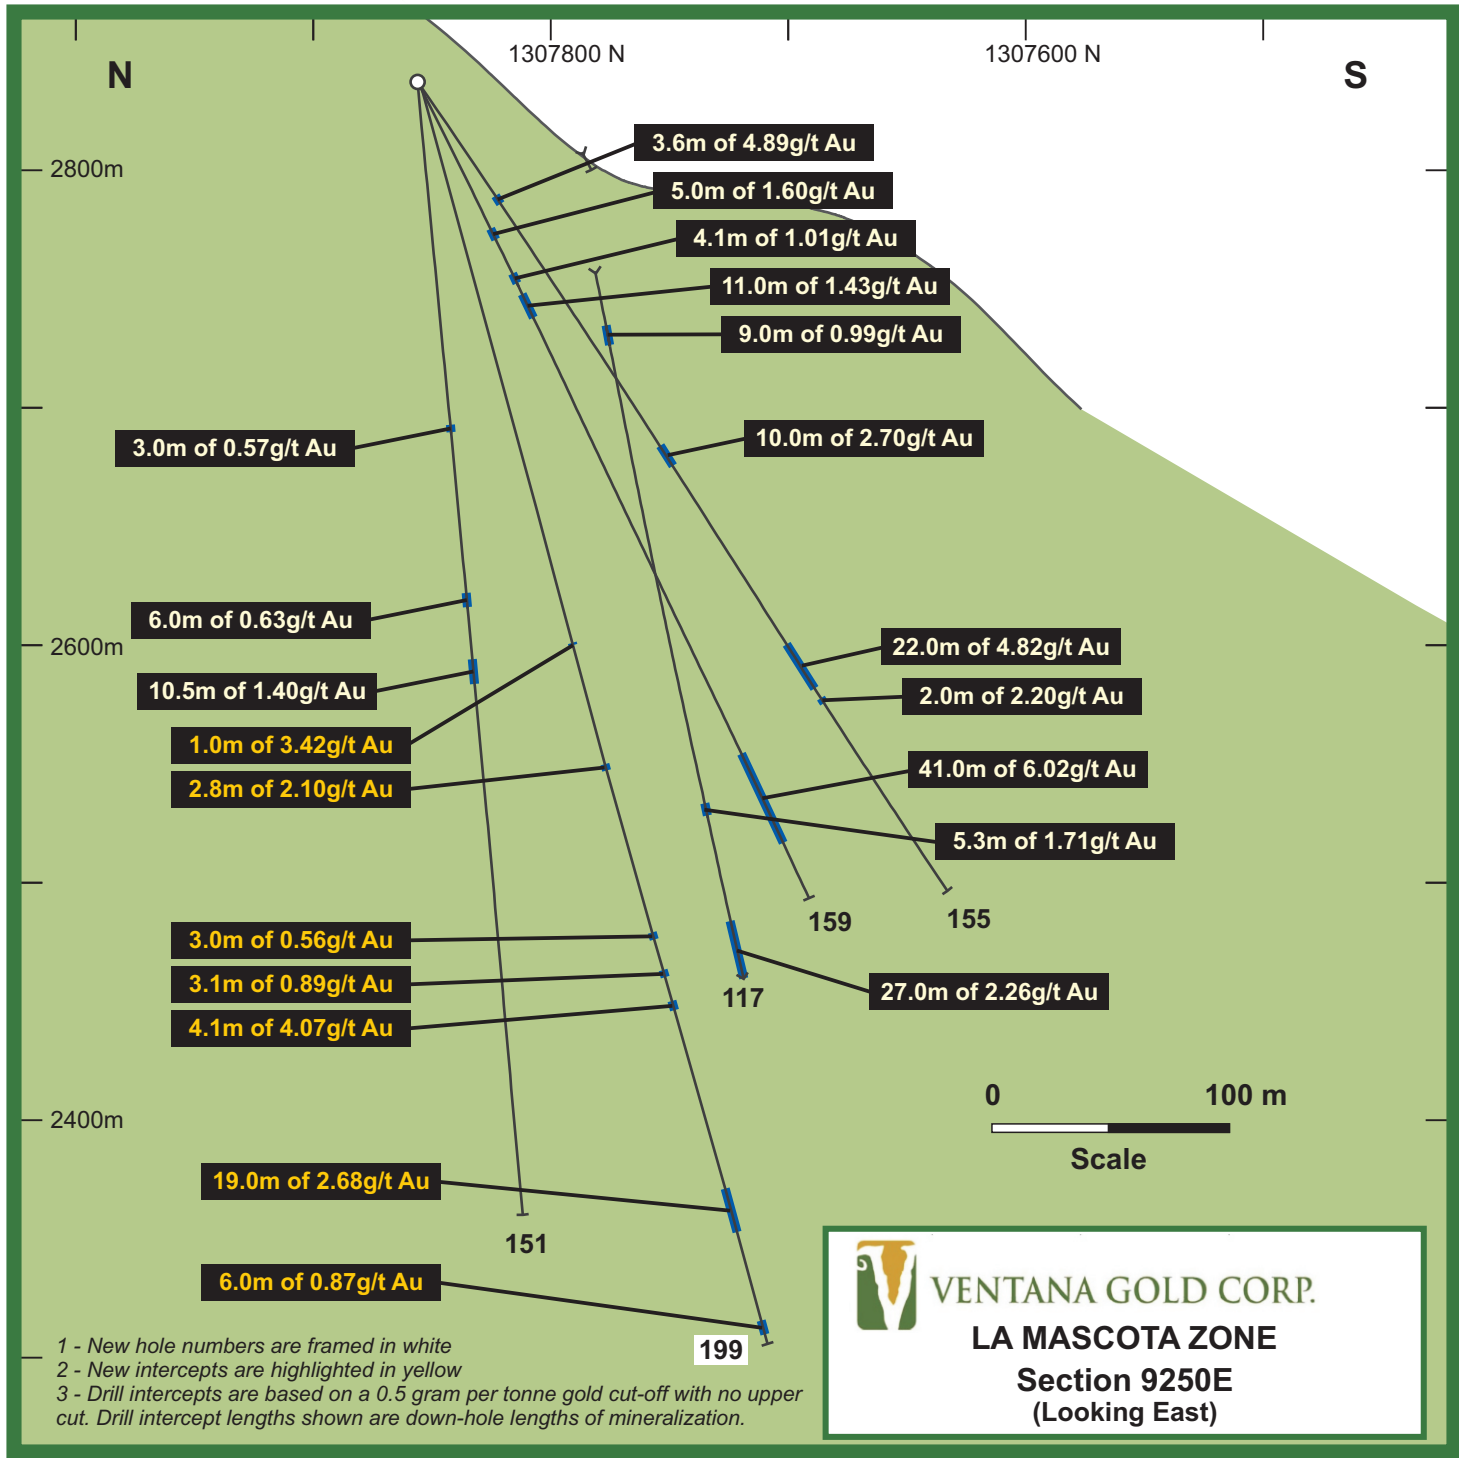 1307800 N
1307600 N
N
S
2800m
3.6m of 4.89g/t Au
5.0m of 1.60g/t Au
4.1m of 1.01g/t Au
11.0m of 1.43g/t Au
9.0m of 0.99g/t Au
10.0m of 2.70g/t Au
3.0m of 0.57g/t Au
6.0m of 0.63g/t Au
2600m
22.0m of 4.82g/t Au
10.5m of 1.40g/t Au
2.0m of 2.20g/t Au
1.0m of 3.42g/t Au
41.0m of 6.02g/t Au
2.8m of 2.10g/t Au
5.3m of 1.71g/t Au
159
155
3.0m of 0.56g/t Au
3.1m of 0.89g/t Au
117
27.0m of 2.26g/t Au
4.1m of 4.07g/t Au
0
100 m
2400m
Scale
19.0m of 2.68g/t Au
151
6.0m of 0.87g/t Au
199
1 - New hole numbers are framed in white
2 - New intercepts are highlighted in yellow
3 - Drill intercepts are based on a 0.5 gram per tonne gold cut-off with no upper
cut. Drill intercept lengths shown are down-hole lengths of mineralization.
VENTANA GOLD CORP.
LA MASCOTA ZONE
Section 9250E
(Looking East)